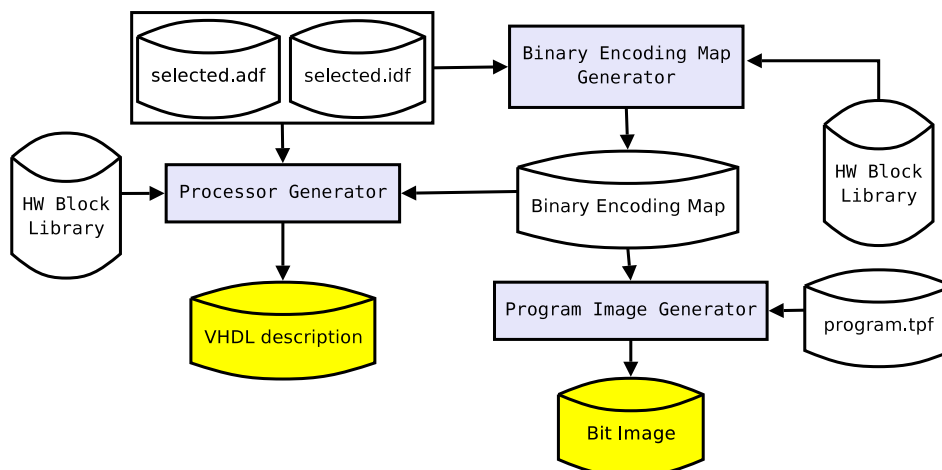 selected.adf
selected.idf
Binary Encoding Map
Generator
HW Block
Library
Processor Generator
Binary Encoding Map
HW Block
Library
VHDL description
Program Image Generator
program.tpf
Bit Image